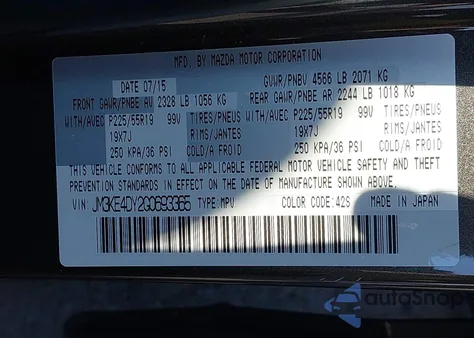 MFD. BY MAZDA MOTOR CORPORATION
DATE 07/15 GVWR/PNBV 4566 LB 2071 KG
FRONT GAWR/PNBE AV 2328 LB 1056 KG REAR GAWR/PNBE AR 2244 LB 1018 KG
WITH/AVEC P225/55R19 99V TIRES/PNEUS WITH/AVEC P225/55R19 99V TIRES/PNEUS
19X7J RIMS/JANTES 19X7J RIMS/JANTES
250 KPA/36 PSI COLD/A FROID 250 KPA/36 PSI COLD/A FROID
THIS VEHICLE CONFORMS TO ALL APPLICABLE FEDERAL MOTOR VEHICLE SAFETY AND THEFT
PREVENTION STANDARDS IN EFFECT ON THE DATE OF MANUFACTURE SHOWN ABOVE.
VIN: JM3KE4DY2G0693365 TYPE: MPV COLOR CODE: 42S MADE IN JAPAN
autoSnap